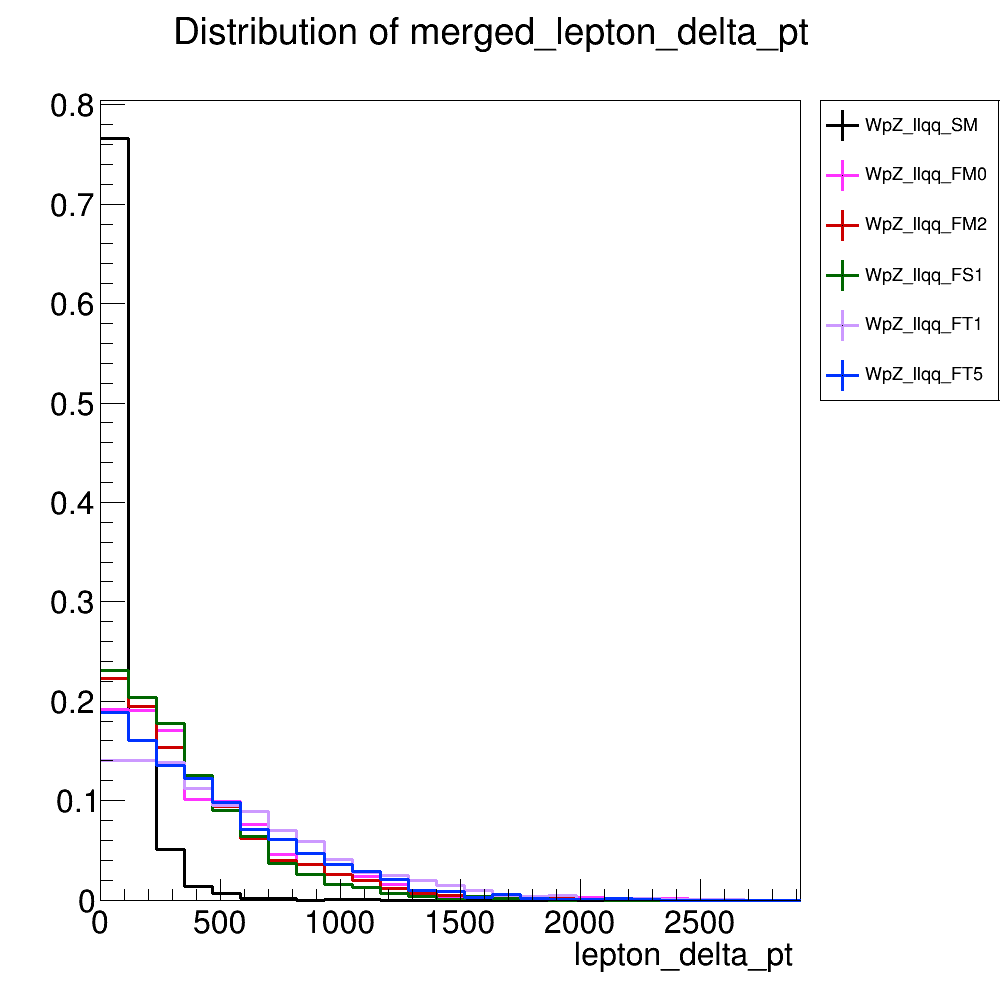 Distribution of merged_lepton_delta_pt
0.8
0.7
0.6
0.5
0.4
0.3
0.2
0.1
0
0 500 1000 1500 2000 2500
lepton_delta_pt
WpZ_llqq_SM
WpZ_llqq_FM0
WpZ_llqq_FM2
WpZ_llqq_FS1
WpZ_llqq_FT1
WpZ_llqq_FT5